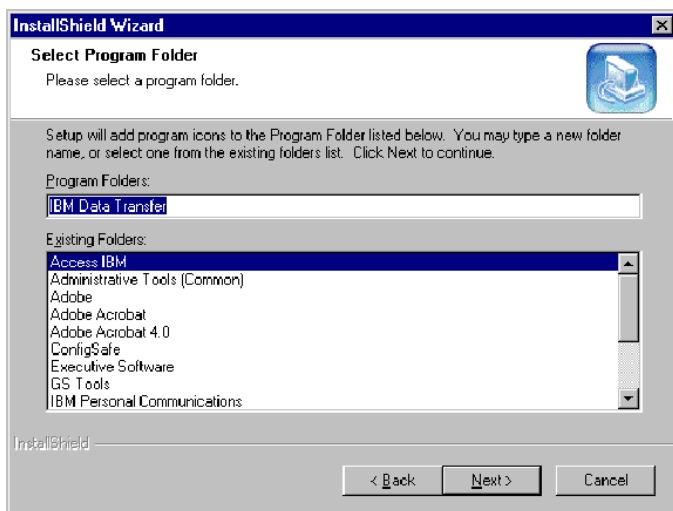 InstallShield Wizard
Select Program Folder
Please select a program folder.
Setup will add program icons to the Program Folder listed below. You may type a new folder
name, or select one from the existing folders list. Click Next to continue.
Program Folders:
IBM Data Transfer
Existing Folders:
Access IBM
Administrative Tools (Common)
Adobe
Adobe Acrobat
Adobe Acrobat 4.0
ConfigSafe
Executive Software
GS Tools
IBM Personal Communications
InstallShield
< Back
Next >
Cancel